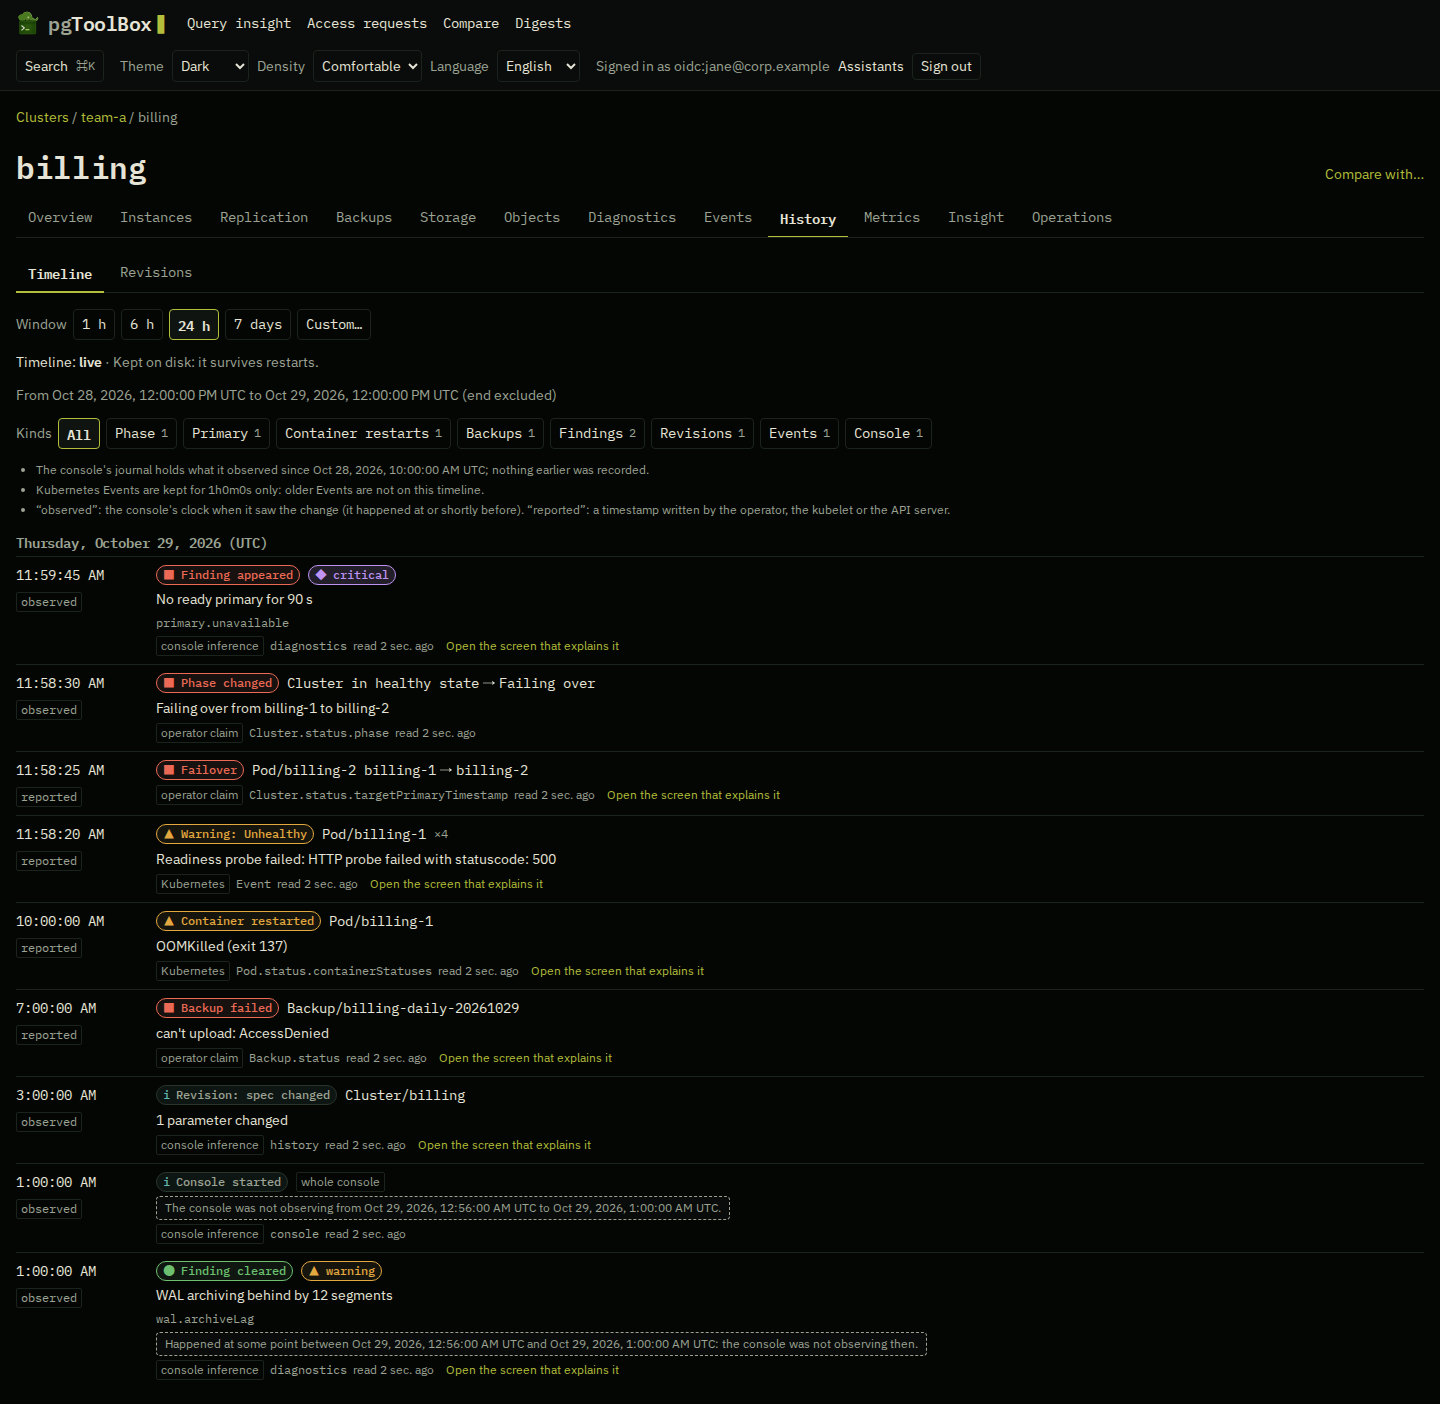 pgToolBox Query insight Access requests Compare Digests
Search ⌘K Theme Dark Density Comfortable Language English Signed in as oidc:jane@corp.example Assistants Sign out
Clusters / team-a / billing
billing
Compare with…
Overview Instances Replication Backups Storage Objects Diagnostics Events History Metrics Insight Operations
Timeline Revisions
Window 1 h 6 h 24 h 7 days Custom…
Timeline: live · Kept on disk: it survives restarts.
From Oct 28, 2026, 12:00:00 PM UTC to Oct 29, 2026, 12:00:00 PM UTC (end excluded)
Kinds All Phase 1 Primary 1 Container restarts 1 Backups 1 Findings 2 Revisions 1 Events 1 Console 1
• The console's journal holds what it observed since Oct 28, 2026, 10:00:00 AM UTC; nothing earlier was recorded.
• Kubernetes Events are kept for 1h0m0s only: older Events are not on this timeline.
• “observed”: the console's clock when it saw the change (it happened at or shortly before). “reported”: a timestamp written by the operator, the kubelet or the API server.
Thursday, October 29, 2026 (UTC)
11:59:45 AM Finding appeared critical
observed
No ready primary for 90 s
primary.unavailable
console inference diagnostics read 2 sec. ago Open the screen that explains it
11:58:30 AM Phase changed Cluster in healthy state → Failing over
observed
Failing over from billing-1 to billing-2
operator claim Cluster.status.phase read 2 sec. ago
11:58:25 AM Failover Pod/billing-2 billing-1 → billing-2
reported operator claim Cluster.status.targetPrimaryTimestamp read 2 sec. ago Open the screen that explains it
11:58:20 AM Warning: Unhealthy Pod/billing-1 ×4
reported
Readiness probe failed: HTTP probe failed with statuscode: 500
Kubernetes Event read 2 sec. ago Open the screen that explains it
10:00:00 AM Container restarted Pod/billing-1
reported
OOMKilled (exit 137)
Kubernetes Pod.status.containerStatuses read 2 sec. ago Open the screen that explains it
7:00:00 AM Backup failed Backup/billing-daily-20261029
reported
can't upload: AccessDenied
operator claim Backup.status read 2 sec. ago Open the screen that explains it
3:00:00 AM i Revision: spec changed Cluster/billing
observed
1 parameter changed
console inference history read 2 sec. ago Open the screen that explains it
1:00:00 AM i Console started whole console
observed
The console was not observing from Oct 29, 2026, 12:56:00 AM UTC to Oct 29, 2026, 1:00:00 AM UTC.
console inference console read 2 sec. ago
1:00:00 AM Finding cleared warning
observed
WAL archiving behind by 12 segments
wal.archiveLag
Happened at some point between Oct 29, 2026, 12:56:00 AM UTC and Oct 29, 2026, 1:00:00 AM UTC: the console was not observing then.
console inference diagnostics read 2 sec. ago Open the screen that explains it